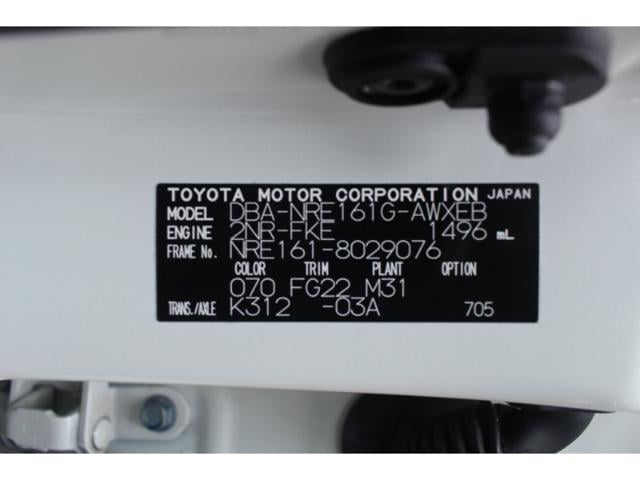 TOYOTA MOTOR CORPORATION JAPAN
MODEL DBA-NRE161G-AWXEB
ENGINE 2NR-FKE 1496 mL
FRAME No. NRE161-8029076
COLOR TRIM PLANT OPTION
070 FG22 M31
TRANS./AXLE K312 -03A 705